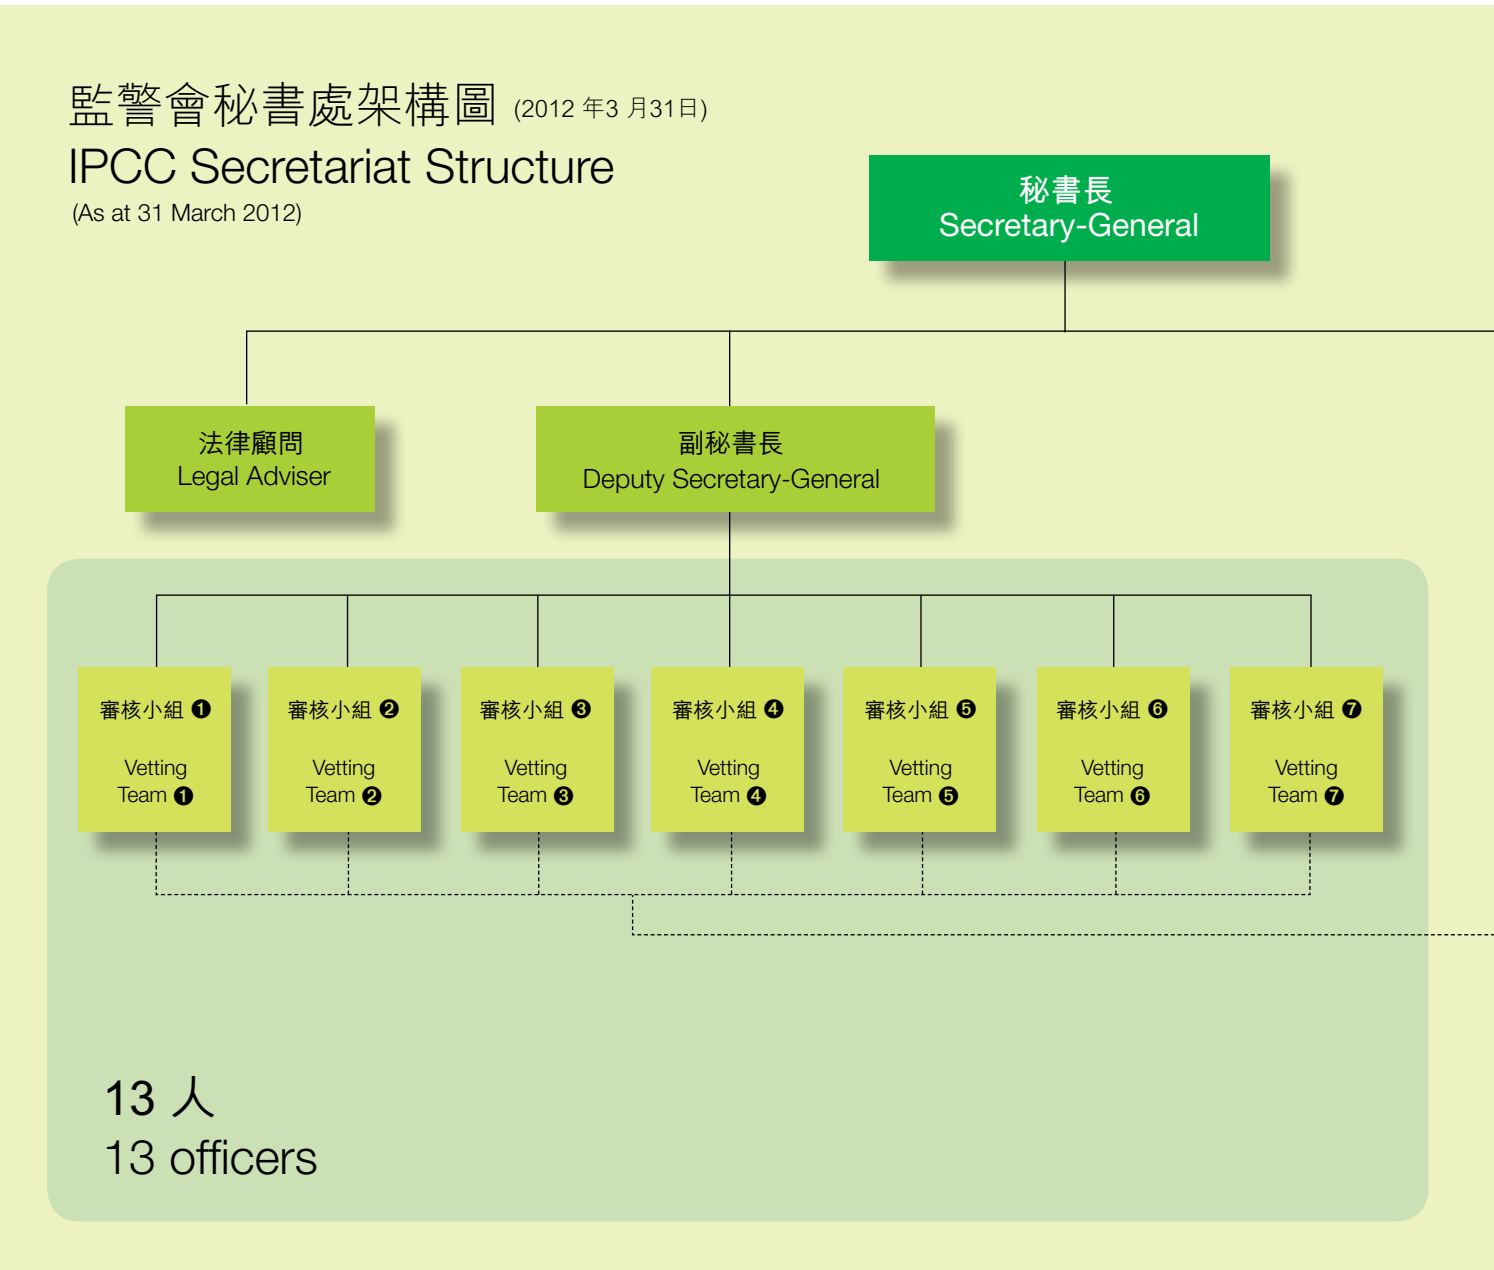 監警會秘書處架構圖 (2012 年3 月31日)
IPCC Secretariat Structure
(As at 31 March 2012)
秘書長
Secretary-General
法律顧問
Legal Adviser
副秘書長
Deputy Secretary-General
審核小組 ❶
Vetting
Team ❶
審核小組 ❷
Vetting
Team ❷
審核小組 ❸
Vetting
Team ❸
審核小組 ❹
Vetting
Team ❹
審核小組 ❺
Vetting
Team ❺
審核小組 ❻
Vetting
Team ❻
審核小組 ❼
Vetting
Team ❼
13 人
13 officers